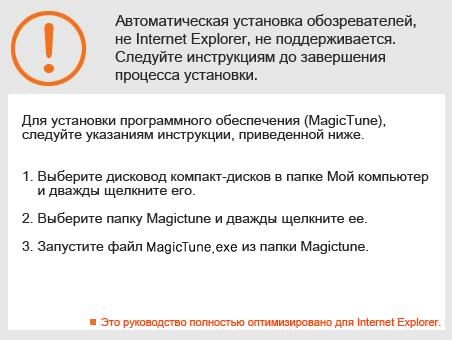 Автоматическая установка обозревателей,
не Internet Explorer, не поддерживается.
Следуйте инструкциям до завершения
процесса установки.
Для установки программного обеспечения (MagicTune),
следуйте указаниям инструкции, приведенной ниже.
1. Выберите дисковод компакт-дисков в папке Мой компьютер
и дважды щелкните его.
2. Выберите папку Magictune и дважды щелкните ее.
3. Запустите файл MagicTune.exe из папки Magictune.
Это руководство полностью оптимизировано для Internet Explorer.